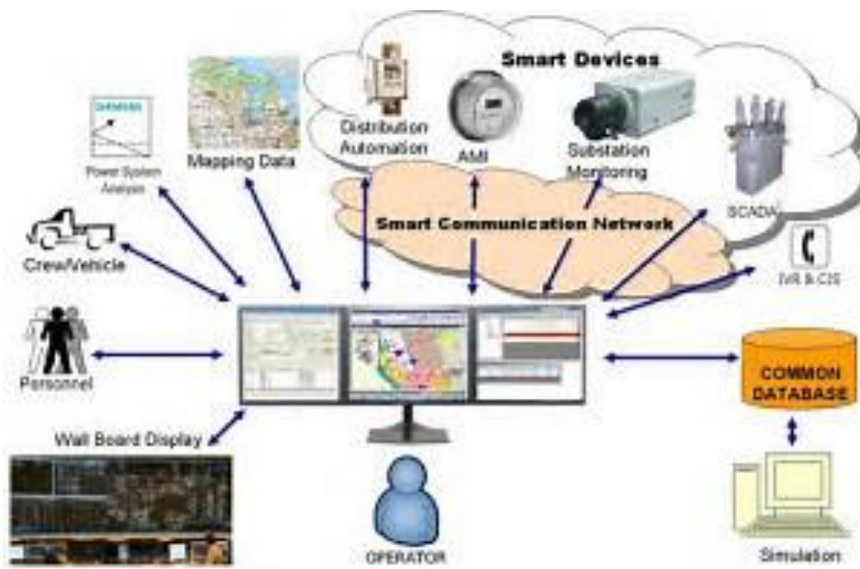 Smart Devices
SIEMENS
Power System
Analysis
Mapping Data
Distribution
Automation
AMI
Substation
Monitoring
SCADA
Smart Communication Network
Crew/Vehicle
IVR & CIS
Personnel
COMMON
DATABASE
Wall Board Display
OPERATOR
Simulation